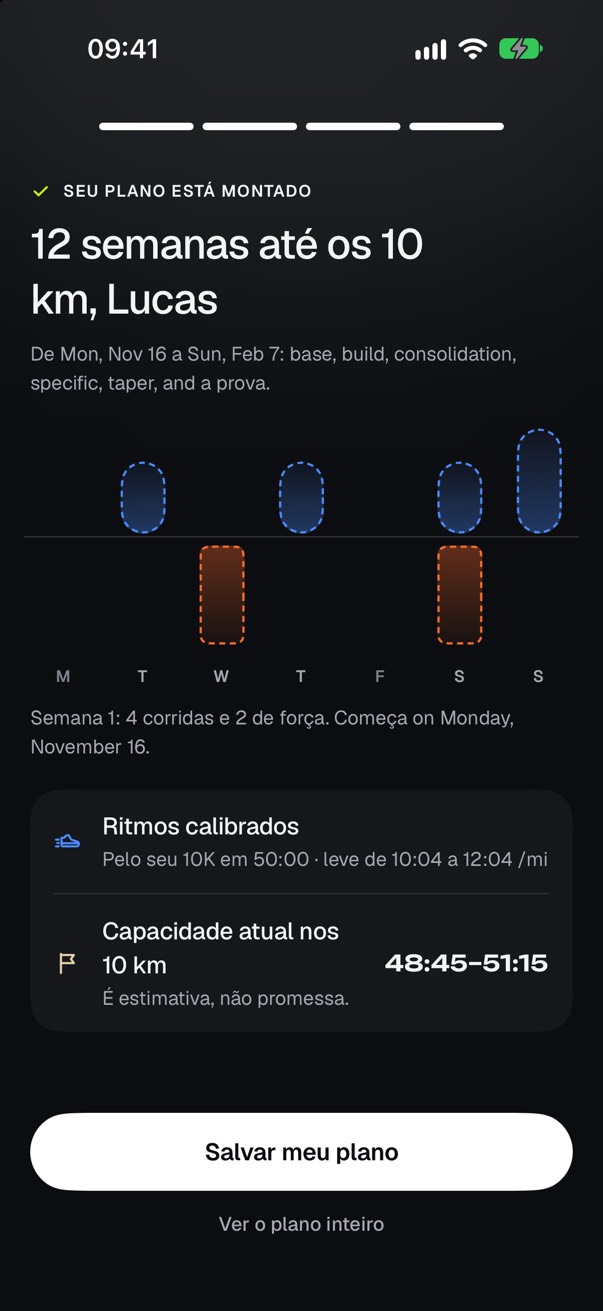 09:41
SEU PLANO ESTÁ MONTADO
12 semanas até os 10
km, Lucas
De Mon, Nov 16 a Sun, Feb 7: base, build, consolidation,
specific, taper, and a prova.
M T W T F S S
Semana 1: 4 corridas e 2 de força. Começa on Monday,
November 16.
Ritmos calibrados
Pelo seu 10K em 50:00 · leve de 10:04 a 12:04 /mi
Capacidade atual nos
10 km
48:45–51:15
É estimativa, não promessa.
Salvar meu plano
Ver o plano inteiro